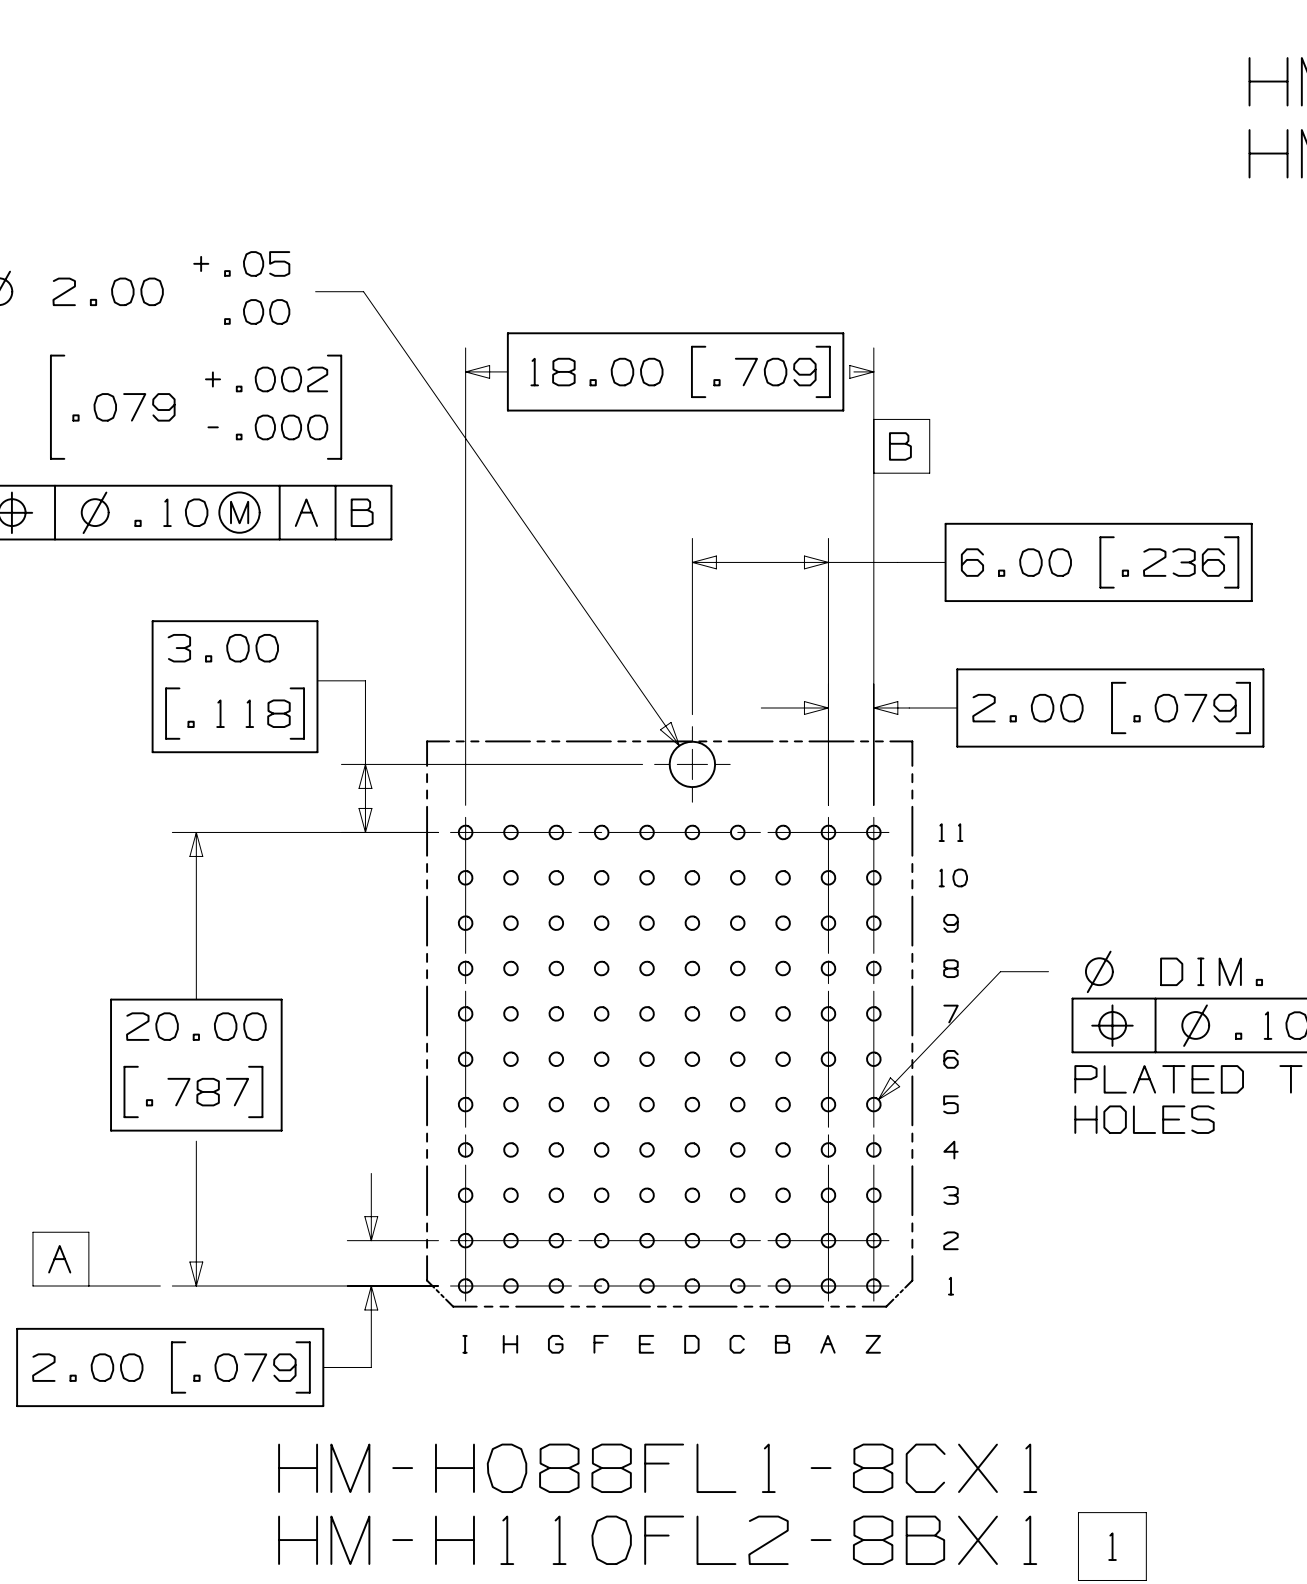 HM
HM
Ø 2.00 +.05
.00
[.079 +.002
-.000]
⌖ Ø .10 Ⓜ A B
18.00 [.709]
B
6.00 [.236]
3.00
[.118]
2.00 [.079]
11
10
9
8
7
6
5
4
3
2
1
20.00
[.787]
Ø DIM.
⌖ Ø .10
PLATED T
HOLES
A
I H G F E D C B A Z
2.00 [.079]
HM-H088FL1-8CX1
HM-H110FL2-8BX1 1